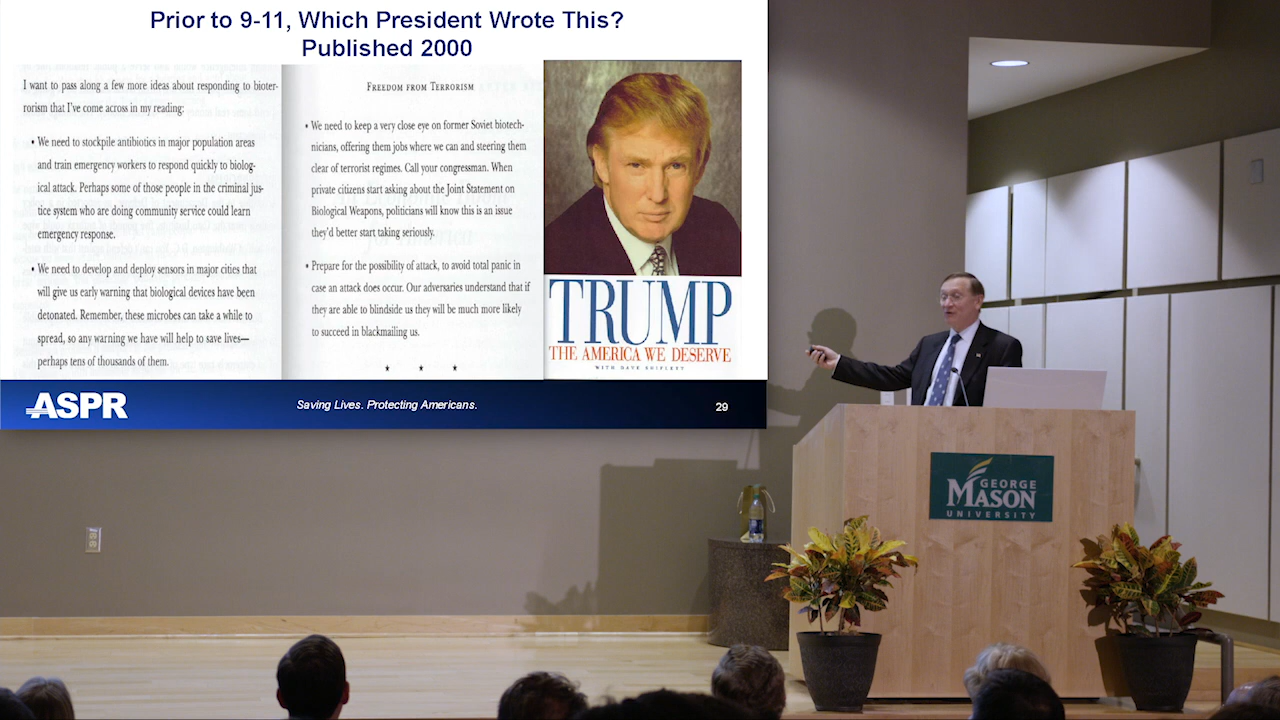 Prior to 9-11, Which President Wrote This?
Published 2000
I want to pass along a few more ideas about responding to bioter-
rorism that I've come across in my reading:
• We need to stockpile antibiotics in major population areas
and train emergency workers to respond quickly to biolog-
ical attack. Perhaps some of those people in the criminal jus-
tice system who are doing community service could learn
emergency response.
• We need to develop and deploy sensors in major cities that
will give us early warning that biological devices have been
detonated. Remember, these microbes can take a while to
spread, so any warning we have will help to save lives—
perhaps tens of thousands of them.
FREEDOM FROM TERRORISM
• We need to keep a very close eye on former Soviet biotech-
nicians, offering them jobs where we can and steering them
clear of terrorist regimes. Call your congressman. When
private citizens start asking about the Joint Statement on
Biological Weapons, politicians will know this is an issue
they'd better start taking seriously.
• Prepare for the possibility of attack, to avoid total panic in
case an attack does occur. Our adversaries understand that if
they are able to blindside us they will be much more likely
to succeed in blackmailing us.
★ ★ ★
TRUMP
THE AMERICA WE DESERVE
WITH DAVE SHIFLETT
ASPR
Saving Lives. Protecting Americans.
29
GEORGE
MASON
UNIVERSITY